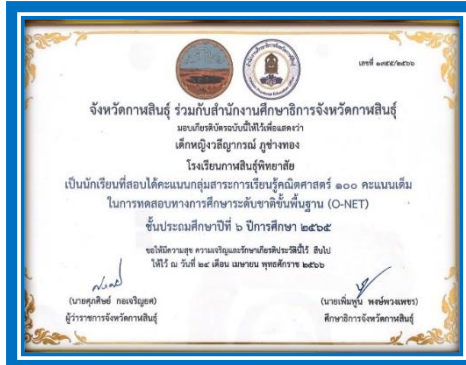 เลขที่ ๑๓๕๕/๒๕๖๖
จังหวัดกาฬสินธุ์ ร่วมกับสำนักงานศึกษาธิการจังหวัดกาฬสินธุ์
มอบเกียรติบัตรฉบับนี้ไว้เพื่อแสดงว่า
เด็กหญิงวลีญากรณ์ ภูช่างทอง
โรงเรียนกาฬสินธุ์พิทยาสัย
เป็นนักเรียนที่สอบได้คะแนนกลุ่มสาระการเรียนรู้คณิตศาสตร์ ๑๐๐ คะแนนเต็ม
ในการทดสอบทางการศึกษาระดับชาติขั้นพื้นฐาน (O-NET)
ชั้นประถมศึกษาปีที่ ๖ ปีการศึกษา ๒๕๖๕
ขอให้มีความสุข ความเจริญและรักษาเกียรติประวัตินี้ไว้ สืบไป
ให้ไว้ ณ วันที่ ๒๔ เดือน เมษายน พุทธศักราช ๒๕๖๖
(นายศุภศิษย์ กอเจริญยศ)
ผู้ว่าราชการจังหวัดกาฬสินธุ์
(นายเพิ่มพูน พงษ์พวงเพชร)
ศึกษาธิการจังหวัดกาฬสินธุ์